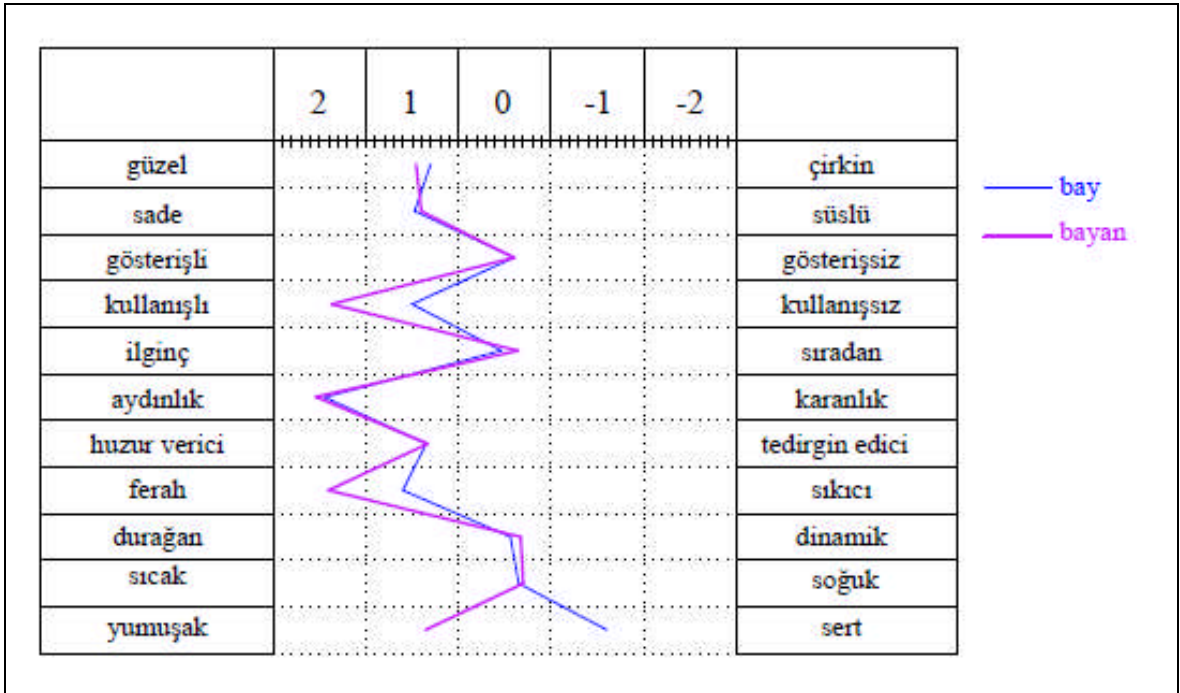 2 1 0 -1 -2
güzel çirkin
bay
sade süslü
bayan
gösterişli gösterişsiz
kullanışlı kullanışsız
ilginç sıradan
aydınlık karanlık
huzur verici tedirgin edici
ferah sıkıcı
durağan dinamik
sıcak soğuk
yumuşak sert